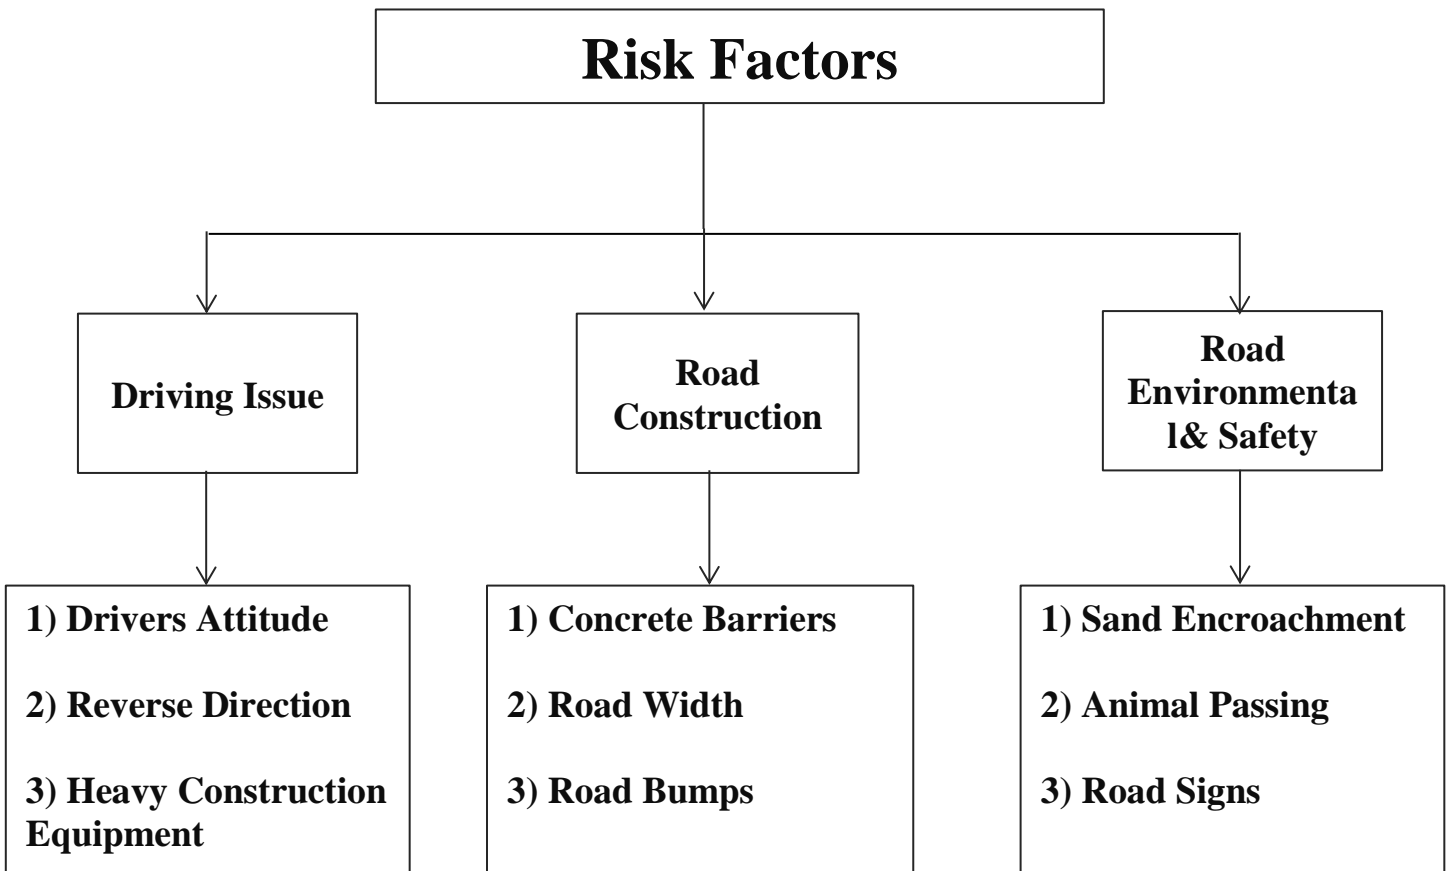 Risk Factors
Driving Issue
Road
Construction
Road
Environmenta
l& Safety
1) Drivers Attitude
2) Reverse Direction
3) Heavy Construction
Equipment
1) Concrete Barriers
2) Road Width
3) Road Bumps
1) Sand Encroachment
2) Animal Passing
3) Road Signs